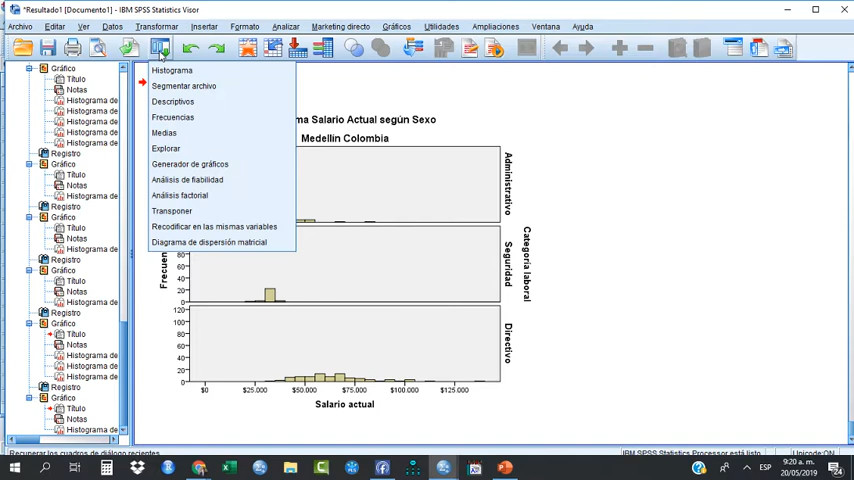 *Resultado1 [Documento1] - IBM SPSS Statistics Visor
Archivo Editar Ver Datos Transformar Insertar Formato Analizar Marketing directo Gráficos Utilidades Ampliaciones Ventana Ayuda
Gráfico
Título
Notas
Histograma de
Histograma de
Histograma de
Histograma de
Registro
Gráfico
Título
Notas
Histograma de
Registro
Gráfico
Título
Notas
Histograma de
Gráfico
Título
Notas
Histograma de
Gráfico
Título
Notas
Histograma de
Histograma de
Registro
Gráfico
Título
Notas
Histograma de
Histograma
Segmentar archivo
Descriptivos
Frecuencias
Medias
Explorar
Generador de gráficos
Análisis de fiabilidad
Análisis factorial
Transponer
Recodificar en las mismas variables
Diagrama de dispersión matricial
ma Salario Actual según Sexo
Medellín Colombia
Administrativo
80
60
40
20
0
Seguridad
120
100
80
60
40
20
0
Directivo
Frecuen
Categoría laboral
$0 $25.000 $50.000 $75.000 $100.000 $125.000
Salario actual
Recuperar los cuadros de diálogo recientes
IBM SPSS Statistics Processor está listo
Unicode:ON
ESP
9:20 a. m.
20/05/2019
24